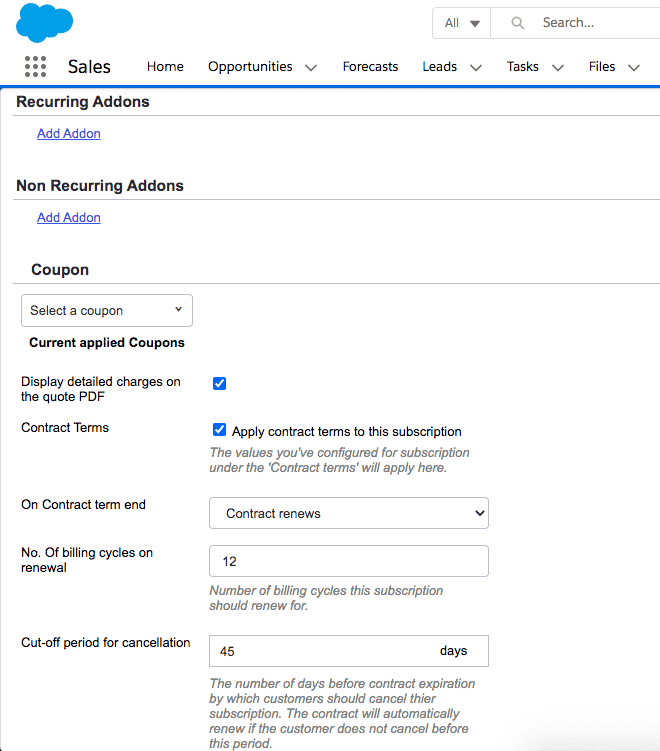 All
Search...
Sales Home Opportunities Forecasts Leads Tasks Files
Recurring Addons
Add Addon
Non Recurring Addons
Add Addon
Coupon
Select a coupon
Current applied Coupons
Display detailed charges on
the quote PDF
Contract Terms
Apply contract terms to this subscription
The values you've configured for subscription
under the 'Contract terms' will apply here.
On Contract term end
Contract renews
No. Of billing cycles on
renewal
12
Number of billing cycles this subscription
should renew for.
Cut-off period for cancellation
45 days
The number of days before contract expiration
by which customers should cancel thier
subscription. The contract will automatically
renew if the customer does not cancel before
this period.